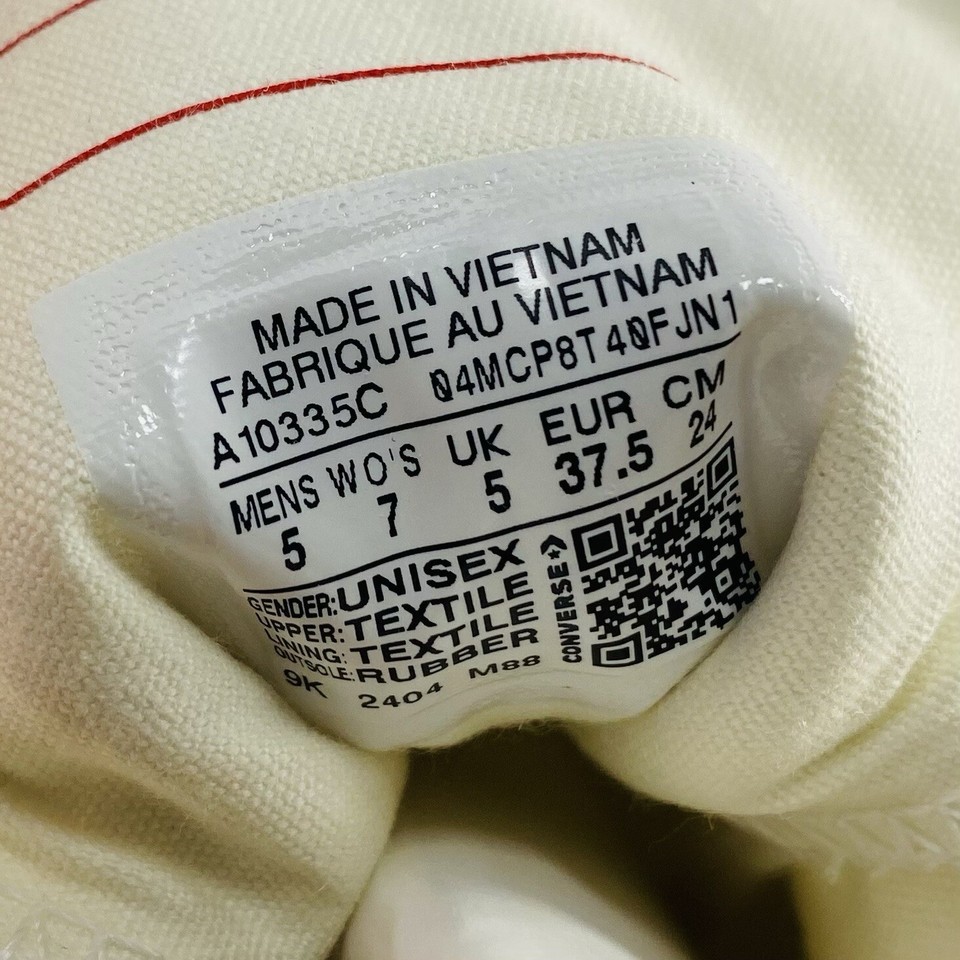 MADE IN VIETNAM
FABRIQUE AU VIETNAM
A10335C 04MCP8T40FJN1
MENS WO'S UK EUR CM
5 7 5 37.5 24
GENDER: UNISEX
UPPER: TEXTILE
LINING: TEXTILE
OUTSOLE: RUBBER
9K 2404 M88
CONVERSE